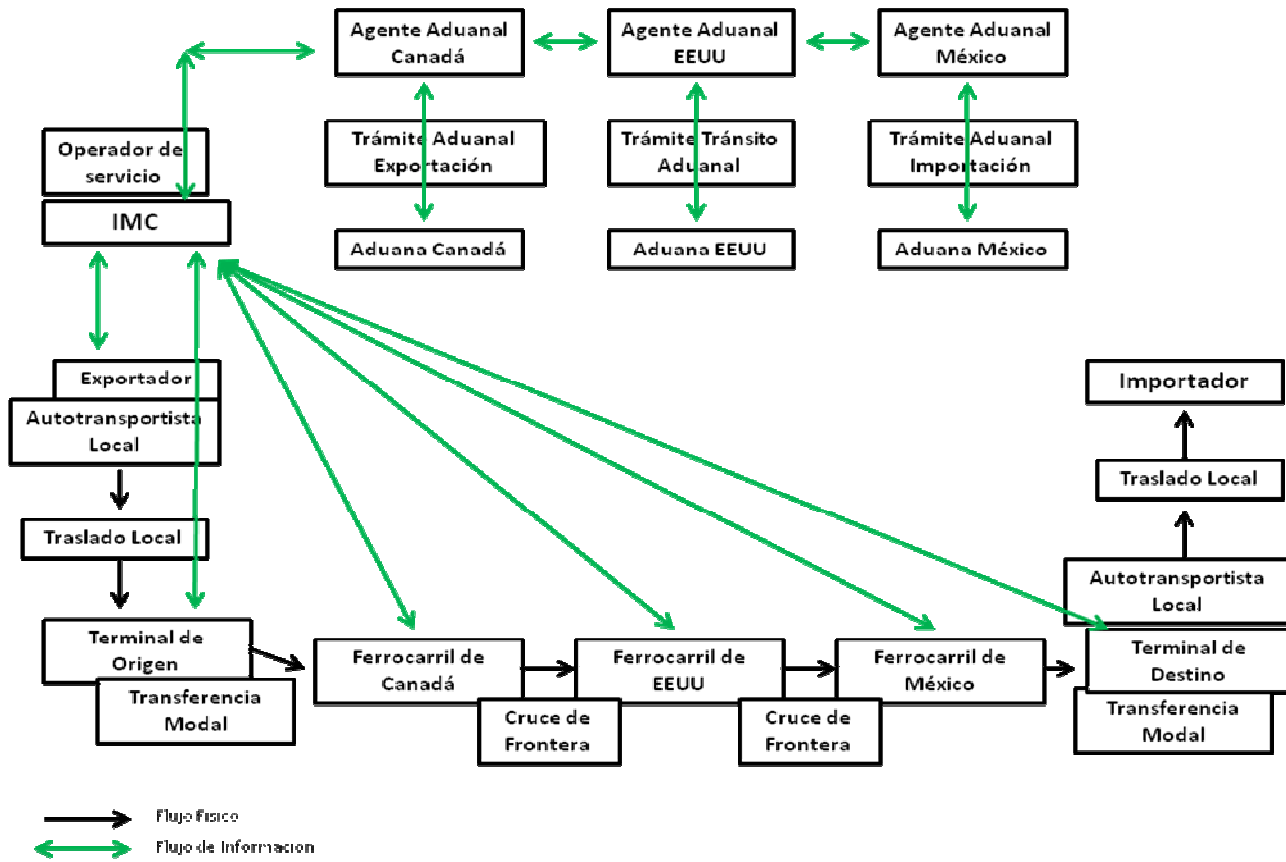 Agente Aduanal
Canadá
Agente Aduanal
EEUU
Agente Aduanal
México
Operador de
servicio
Trámite Aduanal
Exportación
Trámite Tránsito
Aduanal
Trámite Aduanal
Importación
IMC
Aduana Canadá
Aduana EEUU
Aduana México
Exportador
Autotransportista
Local
Importador
Traslado Local
Traslado Local
Autotransportista
Local
Terminal de
Origen
Transferencia
Modal
Ferrocarril de
Canadá
Cruce de
Frontera
Ferrocarril de
EEUU
Cruce de
Frontera
Ferrocarril de
México
Terminal de
Destino
Transferencia
Modal
Flujo Fisico
Flujo de Informacion